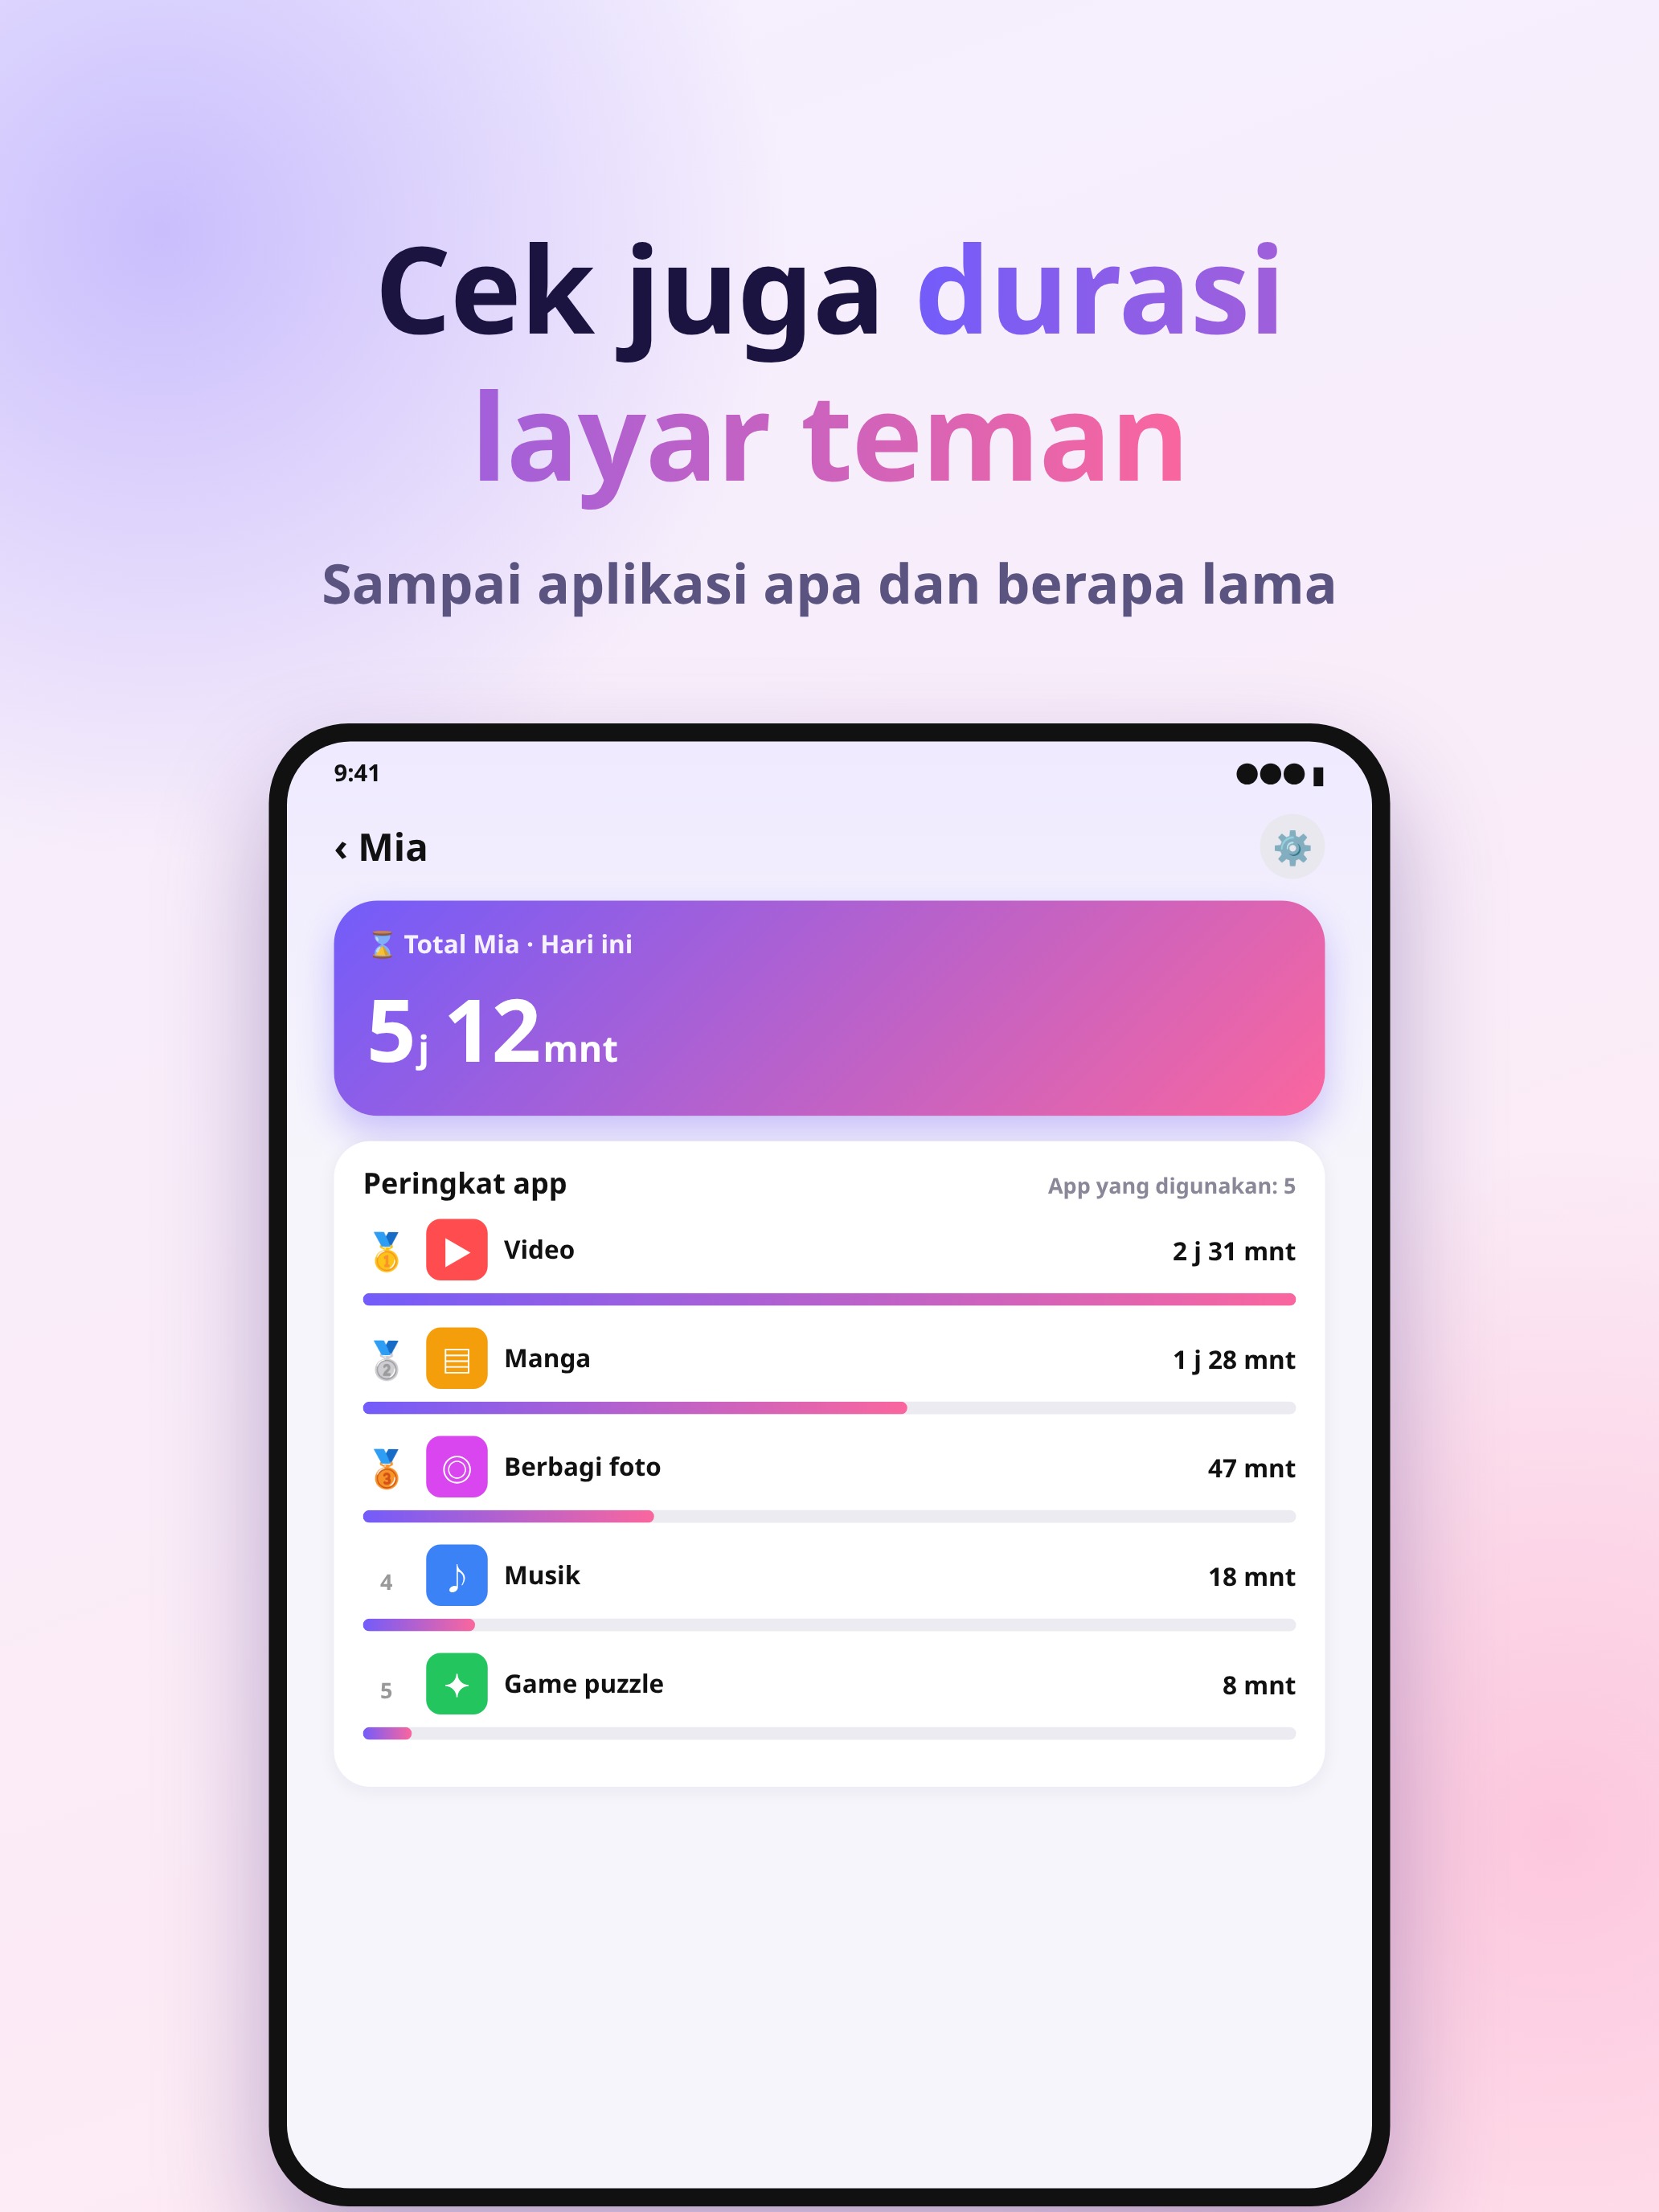 Cek juga durasi
layar teman
Sampai aplikasi apa dan berapa lama
9:41
‹ Mia
⌛ Total Mia · Hari ini
5j 12mnt
Peringkat app
App yang digunakan: 5
🥇 Video 2 j 31 mnt
🥈 Manga 1 j 28 mnt
🥉 Berbagi foto 47 mnt
4 Musik 18 mnt
5 Game puzzle 8 mnt